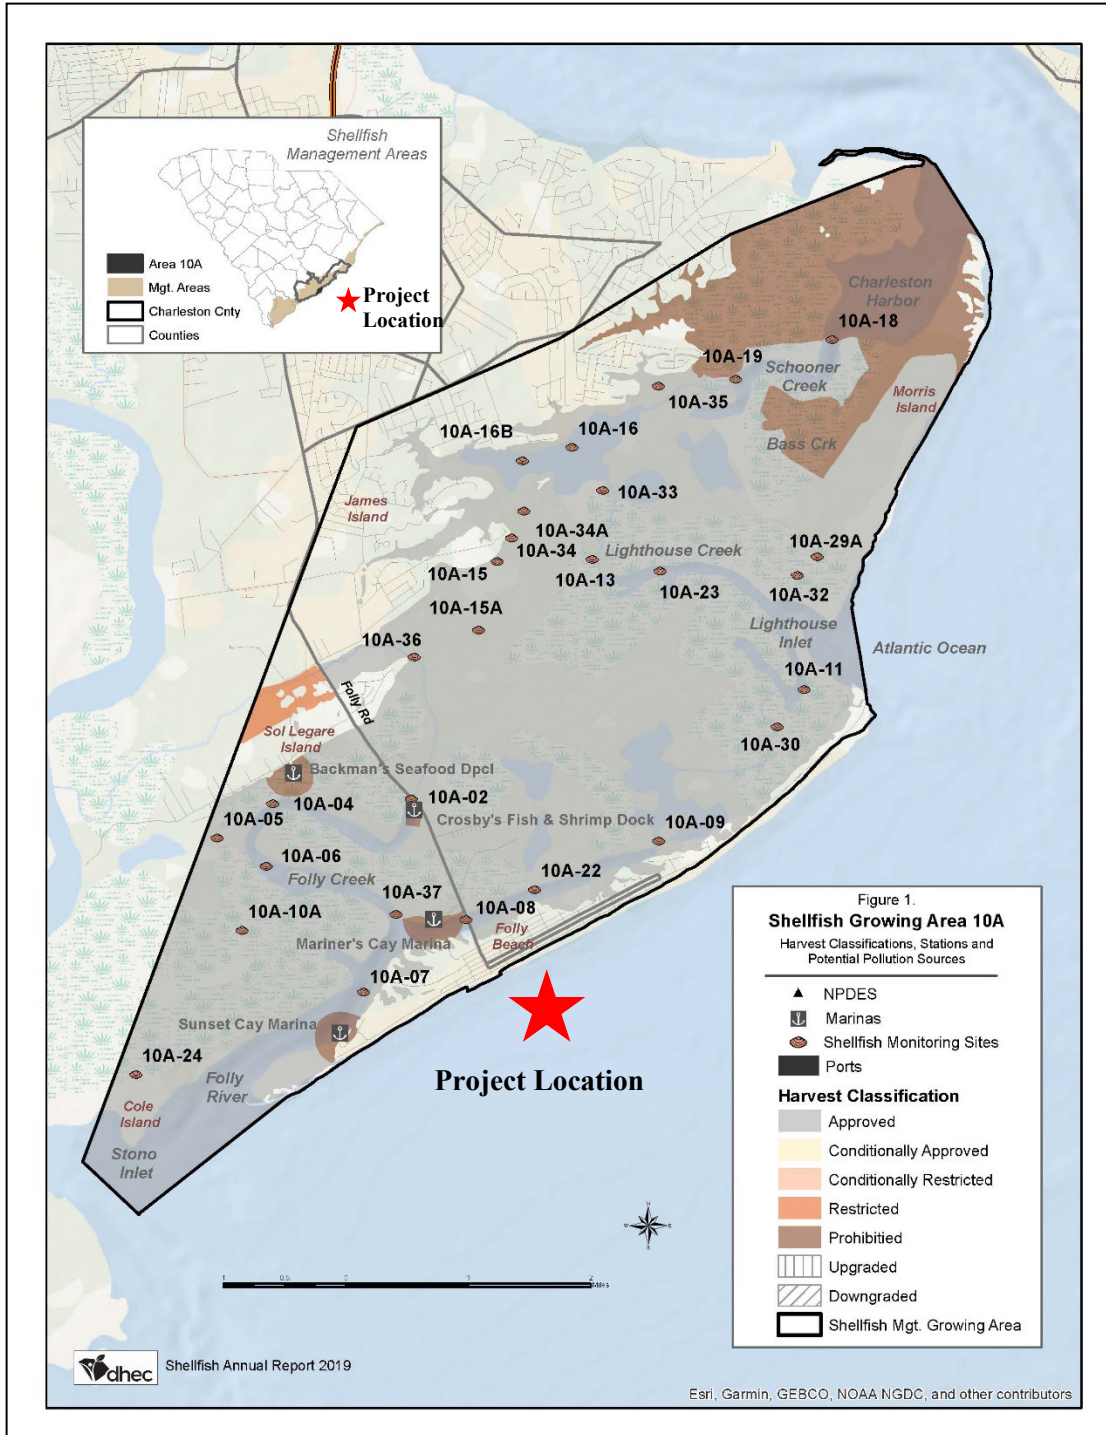 Shellfish
Management Areas
Area 10A
Mgt. Areas
Charleston Cnty
Counties
Project
Location
Charleston
Harbor
10A-18
10A-19
Schooner
Creek
10A-35
Morris
Island
10A-16B
10A-16
Bass Crk
10A-33
James
Island
10A-34A
10A-34
Lighthouse Creek
10A-29A
10A-15
10A-13
10A-23
10A-32
10A-15A
Lighthouse
Inlet
10A-36
Atlantic Ocean
10A-11
Folly Rd
Sol Legare
Island
10A-30
Backman's Seafood Dpcl
10A-04
10A-02
10A-05
Crosby's Fish & Shrimp Dock
10A-09
10A-06
Folly Creek
10A-22
10A-37
10A-10A
10A-08
Mariner's Cay Marina
Folly
Beach
10A-07
Sunset Cay Marina
10A-24
Folly
River
Cole
Island
Stono
Inlet
Project Location
Figure 1.
Shellfish Growing Area 10A
Harvest Classifications, Stations and
Potential Pollution Sources
NPDES
Marinas
Shellfish Monitoring Sites
Ports
Harvest Classification
Approved
Conditionally Approved
Conditionally Restricted
Restricted
Prohibitied
Upgraded
Downgraded
Shellfish Mgt. Growing Area
1 0.5 0 1 2
Miles
dhec
Shellfish Annual Report 2019
Esri, Garmin, GEBCO, NOAA NGDC, and other contributors